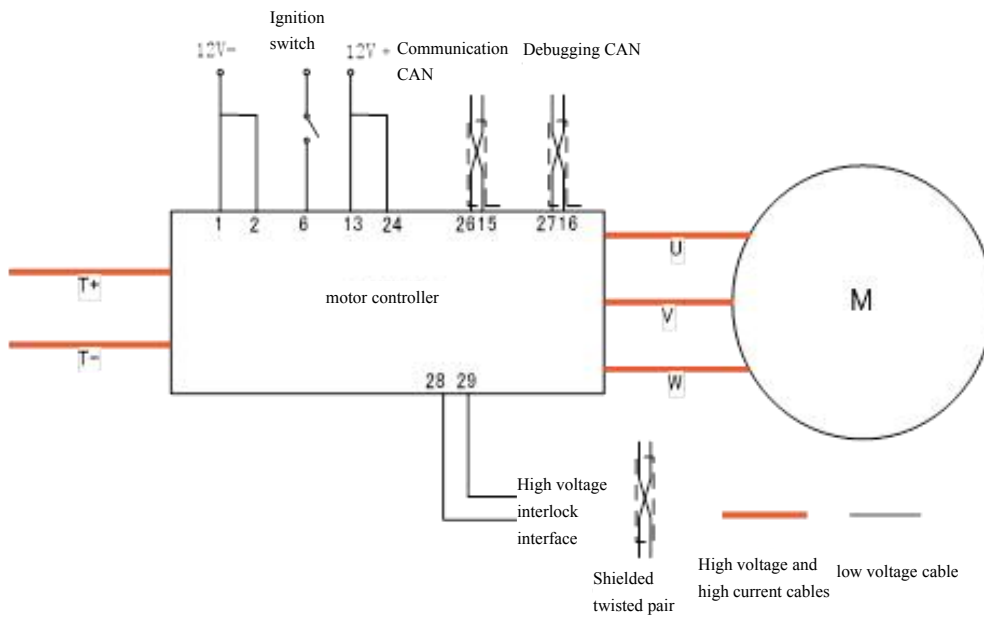 Ignition
switch
12V-
12V +
Communication
CAN
Debugging CAN
1 2 6 13 24 2615 2716
U
T+
motor controller
M
V
T-
W
28 29
High voltage
interlock
interface
Shielded
twisted pair
High voltage and
high current cables
low voltage cable